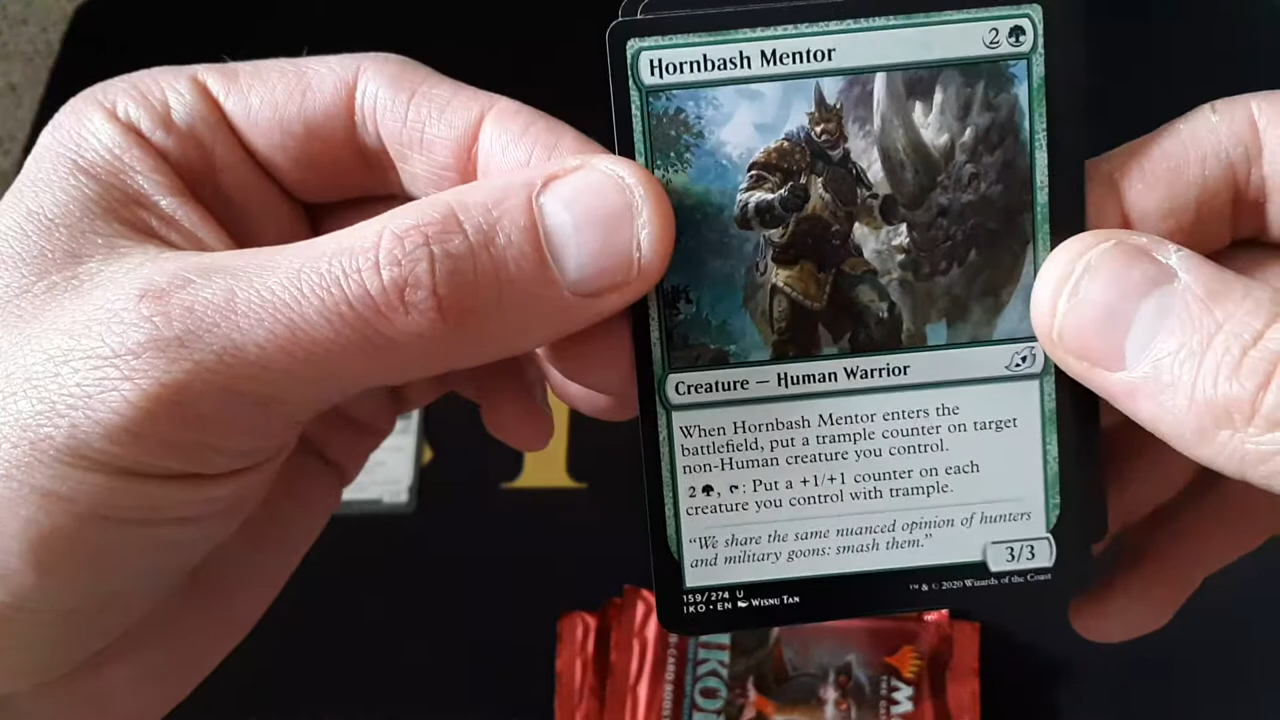 Hornbash Mentor
2
Creature — Human Warrior
When Hornbash Mentor enters the
battlefield, put a trample counter on target
non-Human creature you control.
2 , : Put a +1/+1 counter on each
creature you control with trample.
"We share the same nuanced opinion of hunters
and military goons: smash them."
3/3
159/274 U
IKO • EN Wisnu Tan
™ & © 2020 Wizards of the Coast